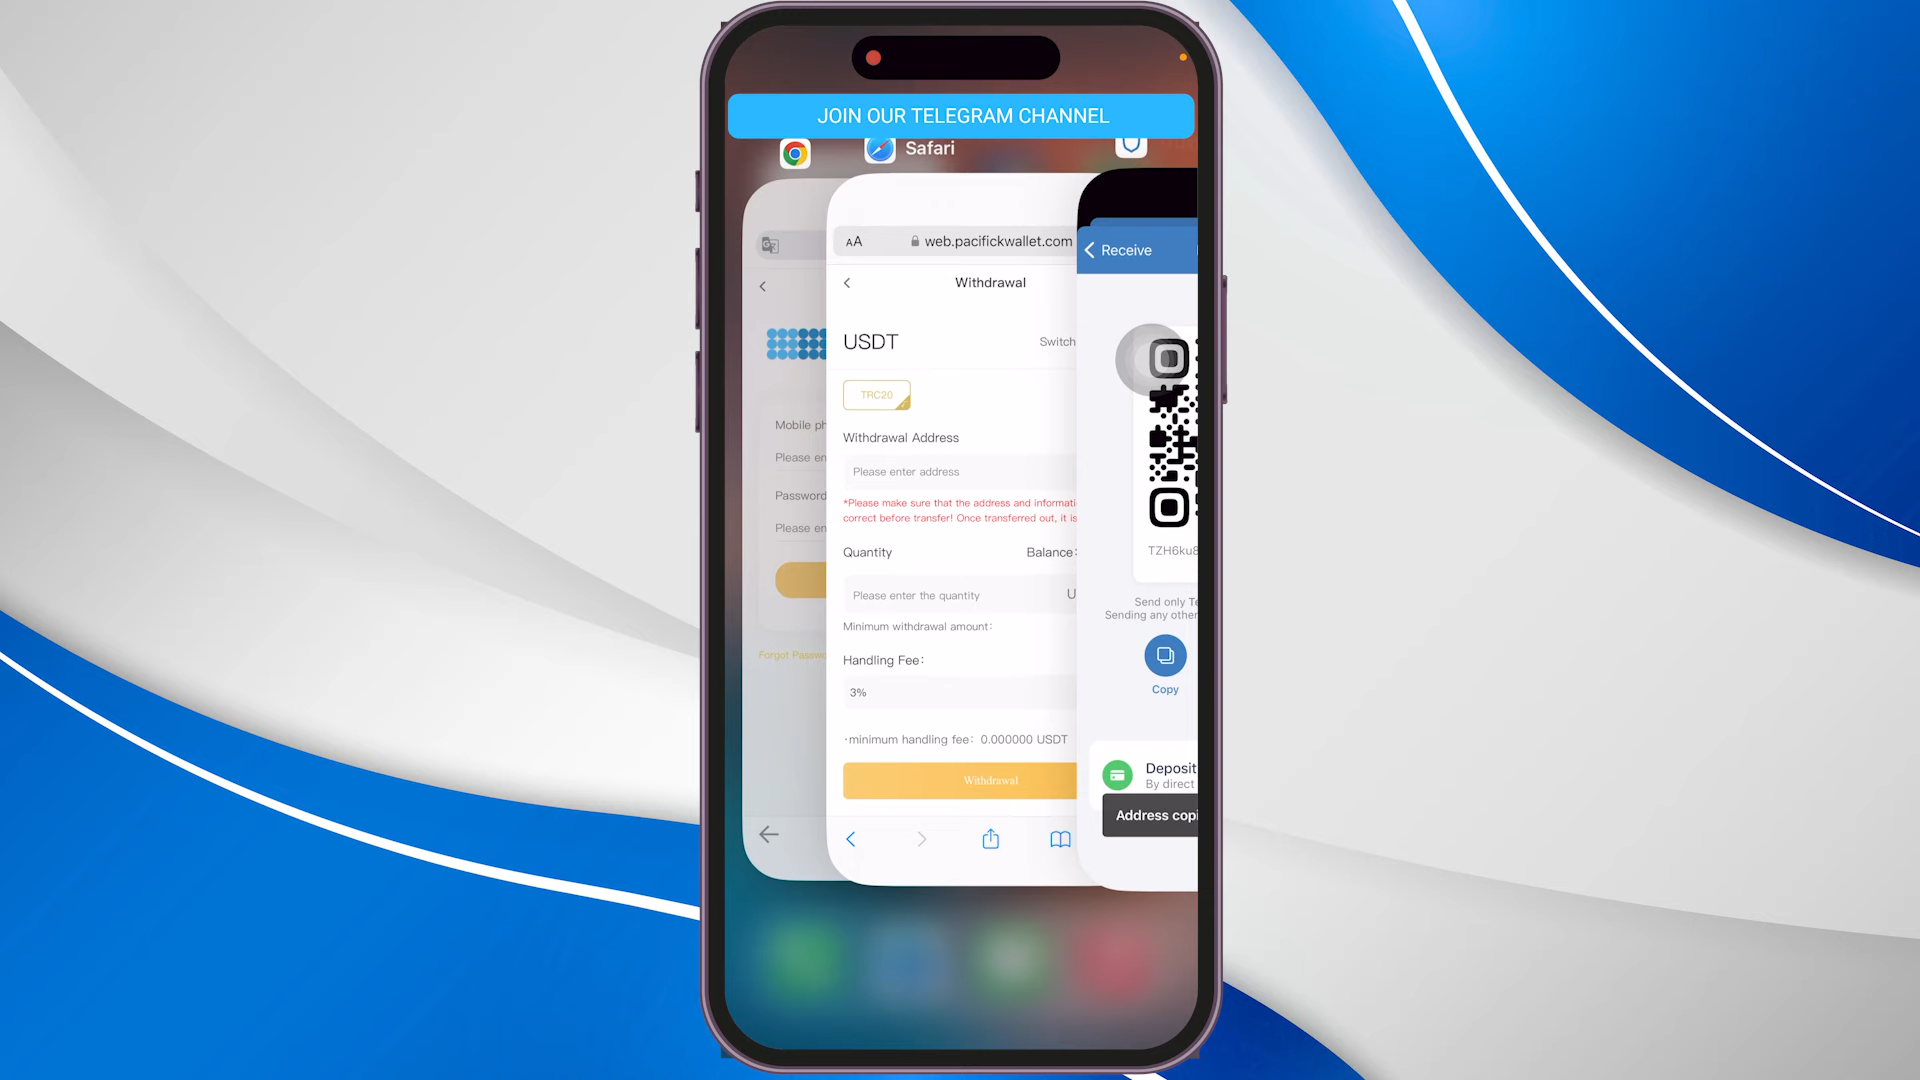 JOIN OUR TELEGRAM CHANNEL
Safari
AA
web.pacifickwallet.com
Receive
Withdrawal
USDT
Switch
TRC20
Mobile ph
Withdrawal Address
Please en
Please enter address
Password
*Please make sure that the address and informati
correct before transfer! Once transferred out, it is
Please en
Quantity
Balance:
TZH6ku8
Please enter the quantity
U
Send only Te
Sending any other
Minimum withdrawal amount:
Forgot Passwo
Handling Fee:
Copy
3%
·minimum handling fee: 0.000000 USDT
Deposit
By direct
Withdrawal
Address copi